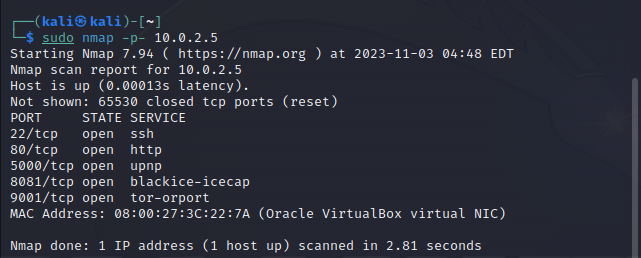 ┌──(kali㉿kali)-[~]
└─$ sudo nmap -p- 10.0.2.5
Starting Nmap 7.94 ( https://nmap.org ) at 2023-11-03 04:48 EDT
Nmap scan report for 10.0.2.5
Host is up (0.00013s latency).
Not shown: 65530 closed tcp ports (reset)
PORT     STATE SERVICE
22/tcp   open  ssh
80/tcp   open  http
5000/tcp open  upnp
8081/tcp open  blackice-icecap
9001/tcp open  tor-orport
MAC Address: 08:00:27:3C:22:7A (Oracle VirtualBox virtual NIC)
Nmap done: 1 IP address (1 host up) scanned in 2.81 seconds